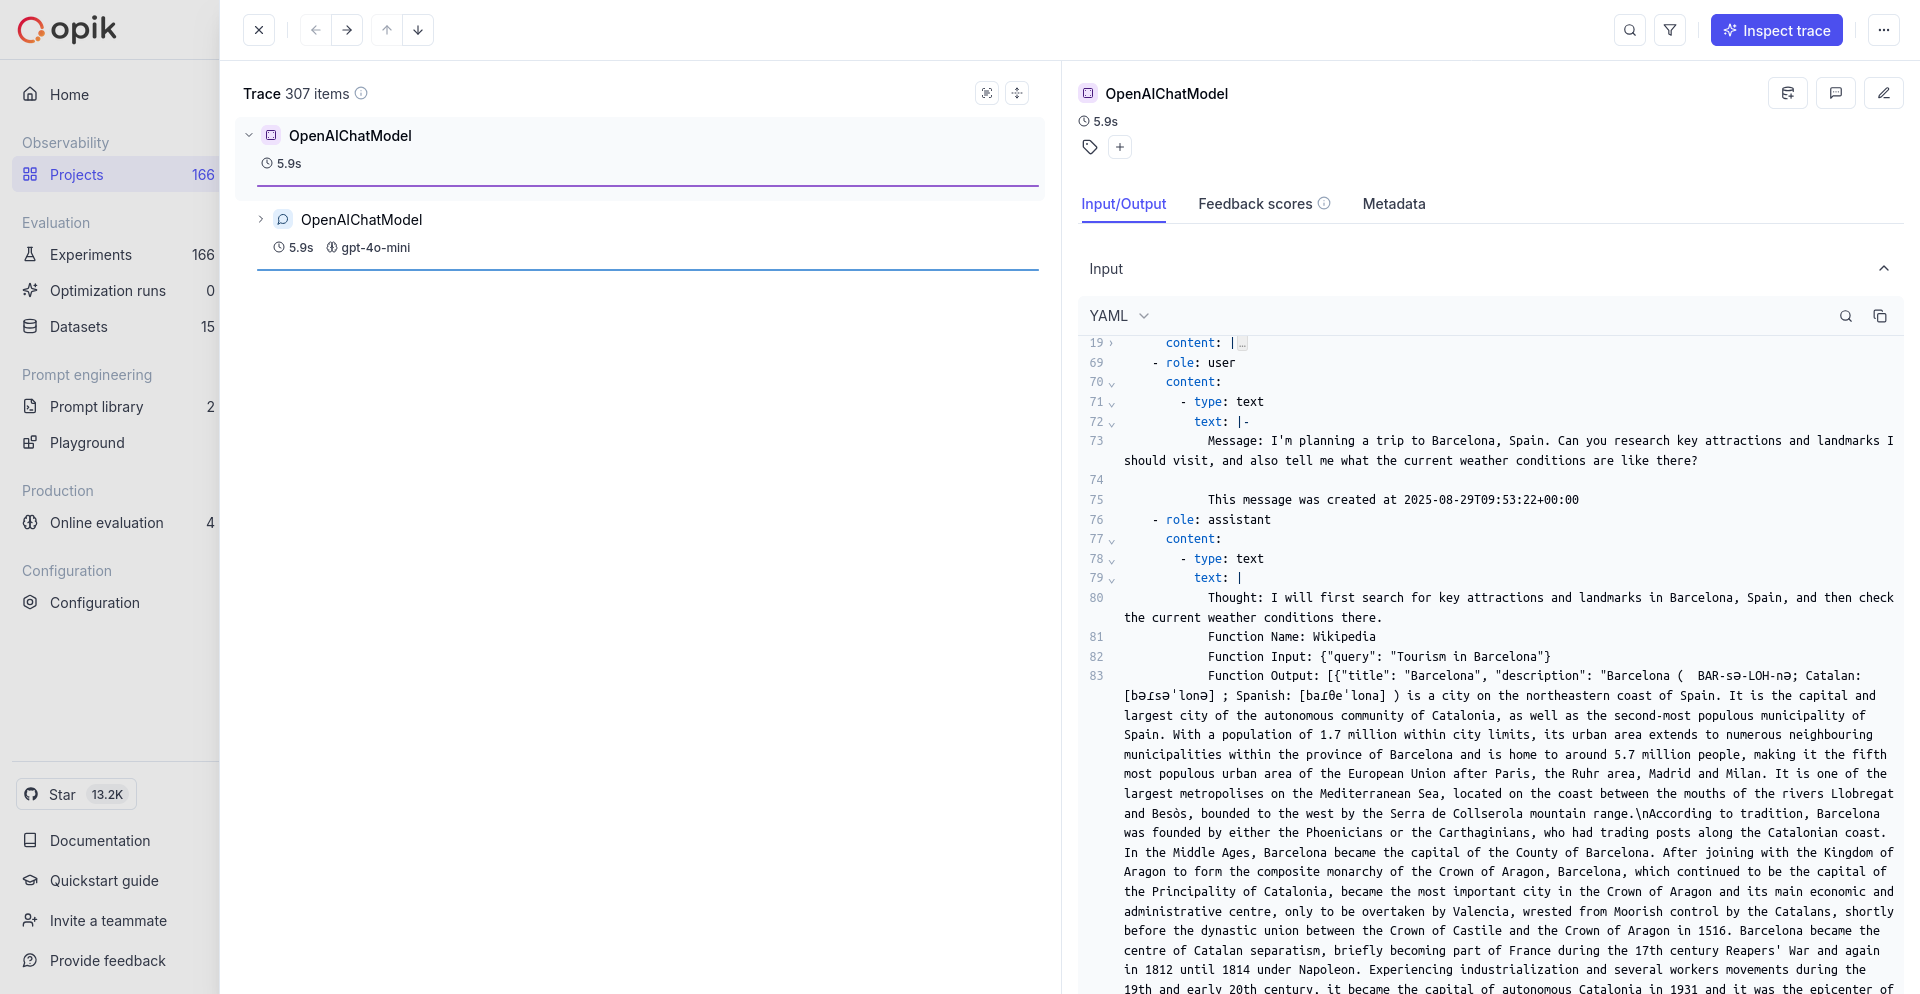 opik
Home
Observability
Projects 166
Evaluation
Experiments 166
Optimization runs 0
Datasets 15
Prompt engineering
Prompt library 2
Playground
Production
Online evaluation 4
Configuration
Configuration
Star 13.2K
Documentation
Quickstart guide
Invite a teammate
Provide feedback
Inspect trace
Trace 307 items
OpenAIChatModel
5.9s
OpenAIChatModel
5.9s gpt-4o-mini
OpenAIChatModel
5.9s
Input/Output Feedback scores Metadata
Input
YAML
19 content: |…
69 - role: user
70 content:
71 - type: text
72 text: |-
73 Message: I'm planning a trip to Barcelona, Spain. Can you research key attractions and landmarks I
should visit, and also tell me what the current weather conditions are like there?
74
75 This message was created at 2025-08-29T09:53:22+00:00
76 - role: assistant
77 content:
78 - type: text
79 text: |
80 Thought: I will first search for key attractions and landmarks in Barcelona, Spain, and then check
the current weather conditions there.
81 Function Name: Wikipedia
82 Function Input: {"query": "Tourism in Barcelona"}
83 Function Output: [{"title": "Barcelona", "description": "Barcelona ( BAR-sə-LOH-nə; Catalan:
[bəɾsəˈlonə] ; Spanish: [baɾθeˈlona] ) is a city on the northeastern coast of Spain. It is the capital and
largest city of the autonomous community of Catalonia, as well as the second-most populous municipality of
Spain. With a population of 1.7 million within city limits, its urban area extends to numerous neighbouring
municipalities within the province of Barcelona and is home to around 5.7 million people, making it the fifth
most populous urban area of the European Union after Paris, the Ruhr area, Madrid and Milan. It is one of the
largest metropolises on the Mediterranean Sea, located on the coast between the mouths of the rivers Llobregat
and Besòs, bounded to the west by the Serra de Collserola mountain range.\nAccording to tradition, Barcelona
was founded by either the Phoenicians or the Carthaginians, who had trading posts along the Catalonian coast.
In the Middle Ages, Barcelona became the capital of the County of Barcelona. After joining with the Kingdom of
Aragon to form the composite monarchy of the Crown of Aragon, Barcelona, which continued to be the capital of
the Principality of Catalonia, became the most important city in the Crown of Aragon and its main economic and
administrative centre, only to be overtaken by Valencia, wrested from Moorish control by the Catalans, shortly
before the dynastic union between the Crown of Castile and the Crown of Aragon in 1516. Barcelona became the
centre of Catalan separatism, briefly becoming part of France during the 17th century Reapers' War and again
in 1812 until 1814 under Napoleon. Experiencing industrialization and several workers movements during the
19th and early 20th century, it became the capital of autonomous Catalonia in 1931 and it was the epicenter of